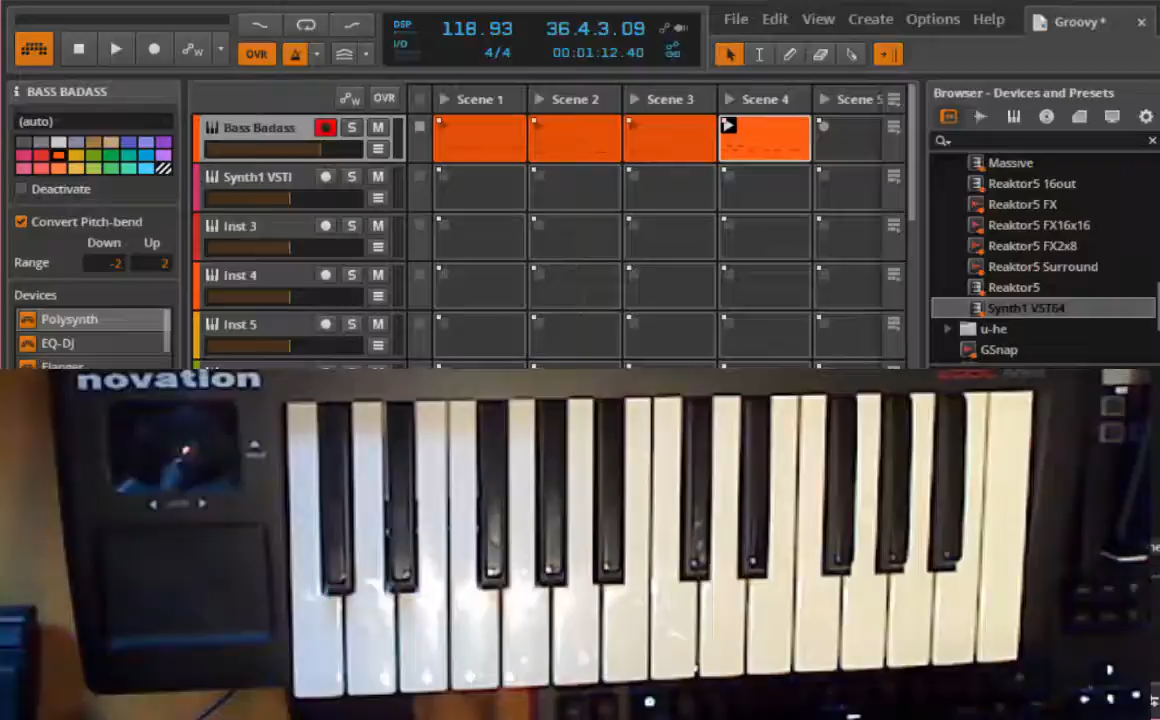 DSP
I/O
118.93
36.4.3.09
4/4
00:01:12.40
File Edit View Create Options Help
Groovy*
OVR
BASS BADASS
(auto)
Deactivate
Convert Pitch-bend
Down Up
Range -2 2
Devices
Polysynth
EQ-DJ
Flanger
OVR
Scene 1
Scene 2
Scene 3
Scene 4
Scene 5
Bass Badass S M
Synth1 VSTI S M
Inst 3 S M
Inst 4 S M
Inst 5 S M
Browser - Devices and Presets
Massive
Reaktor5 16out
Reaktor5 FX
Reaktor5 FX16x16
Reaktor5 FX2x8
Reaktor5 Surround
Reaktor5
Synth1 VST64
u-he
GSnap
novation